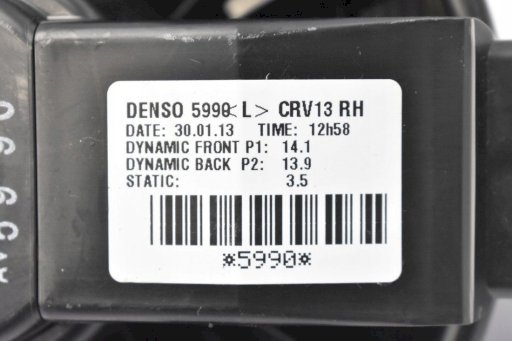 DENSO 5990<L> CRV13 RH
DATE: 30.01.13 TIME: 12h58
DYNAMIC FRONT P1: 14.1
DYNAMIC BACK P2: 13.9
STATIC: 3.5
*5990*